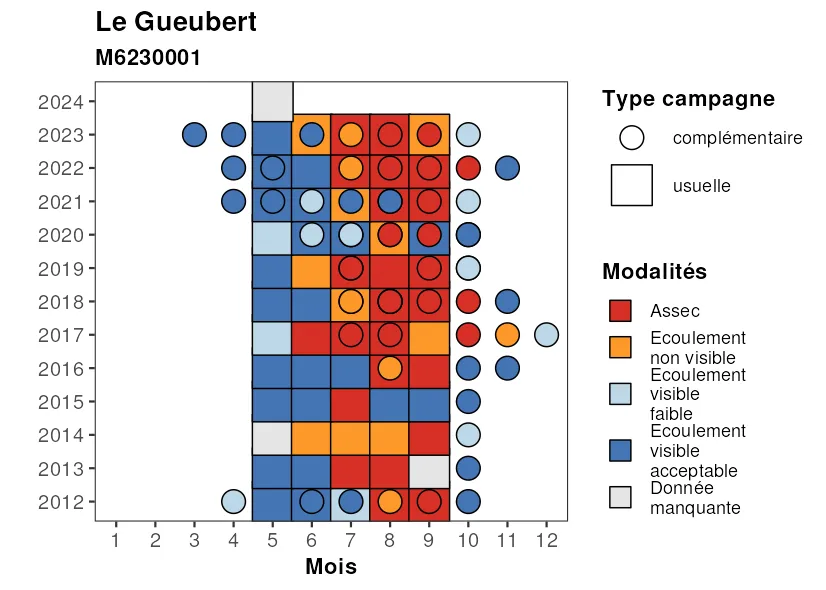 Le Gueubert
M6230001
2024
2023
2022
2021
2020
2019
2018
2017
2016
2015
2014
2013
2012
1 2 3 4 5 6 7 8 9 10 11 12
Mois
Type campagne
complémentaire
usuelle
Modalités
Assec
Ecoulement
non visible
Ecoulement
visible
faible
Ecoulement
visible
acceptable
Donnée
manquante